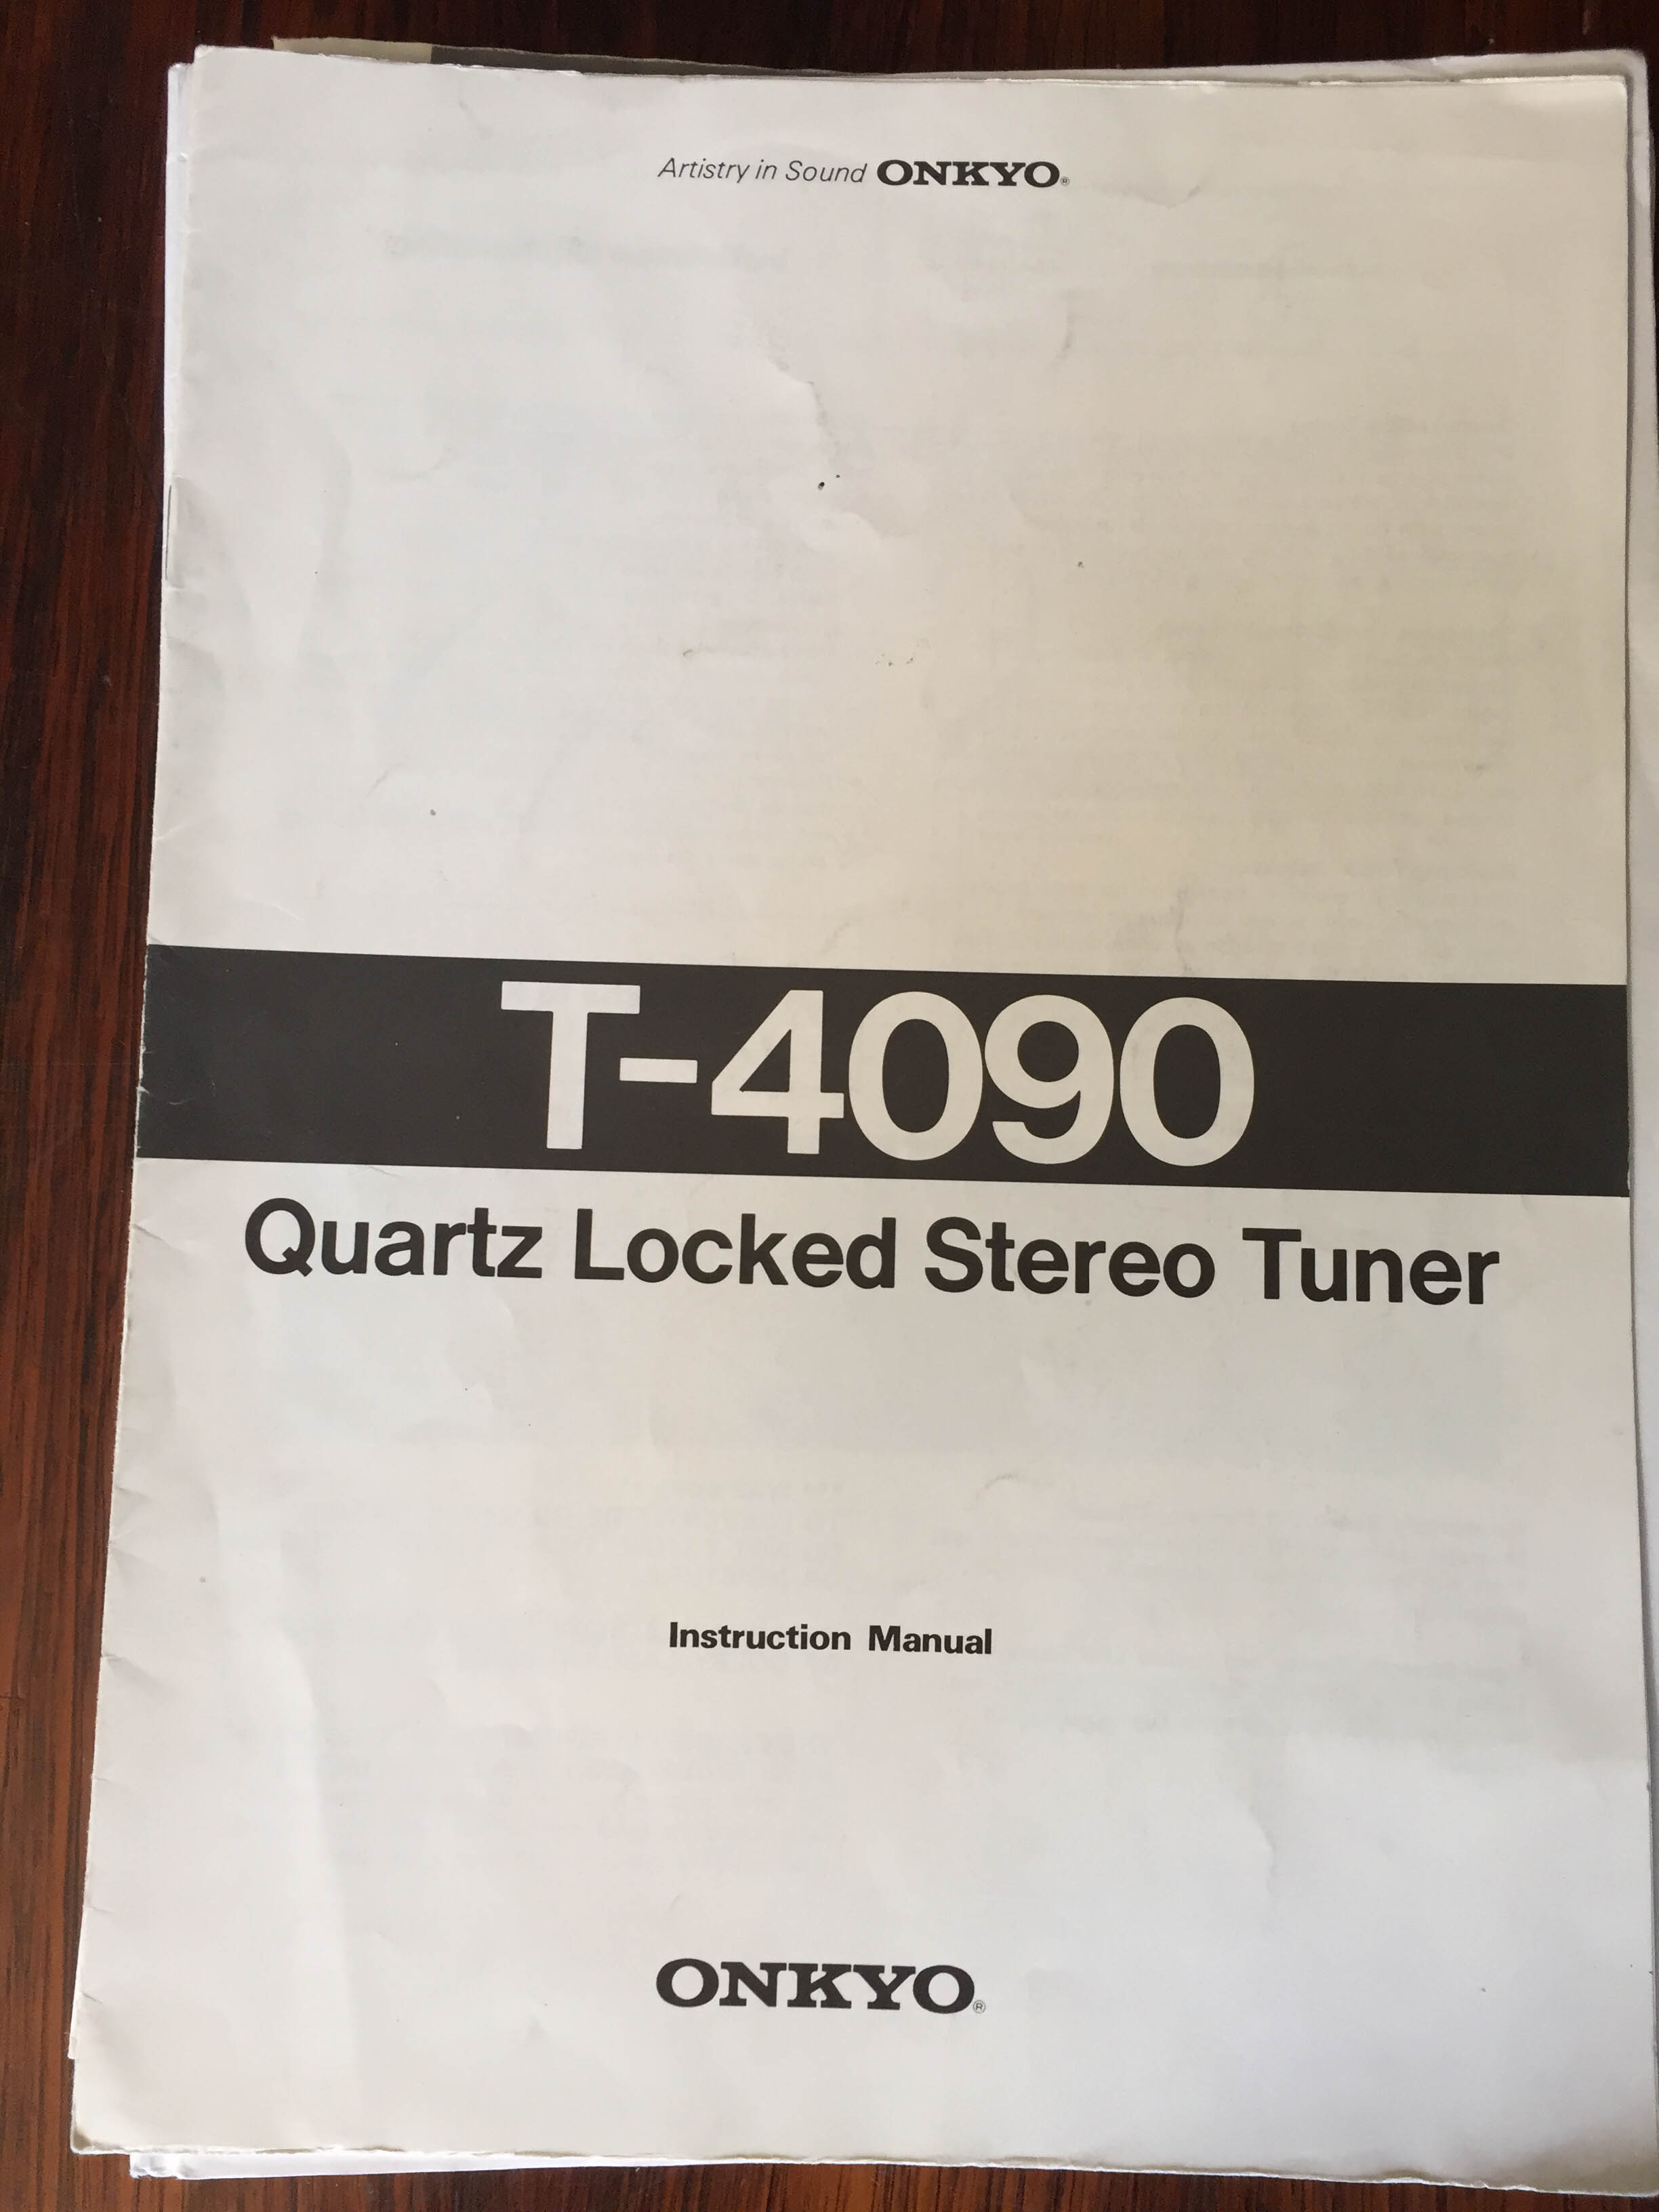 Artistry in Sound ONKYO®
T-4090
Quartz Locked Stereo Tuner
Instruction Manual
ONKYO®